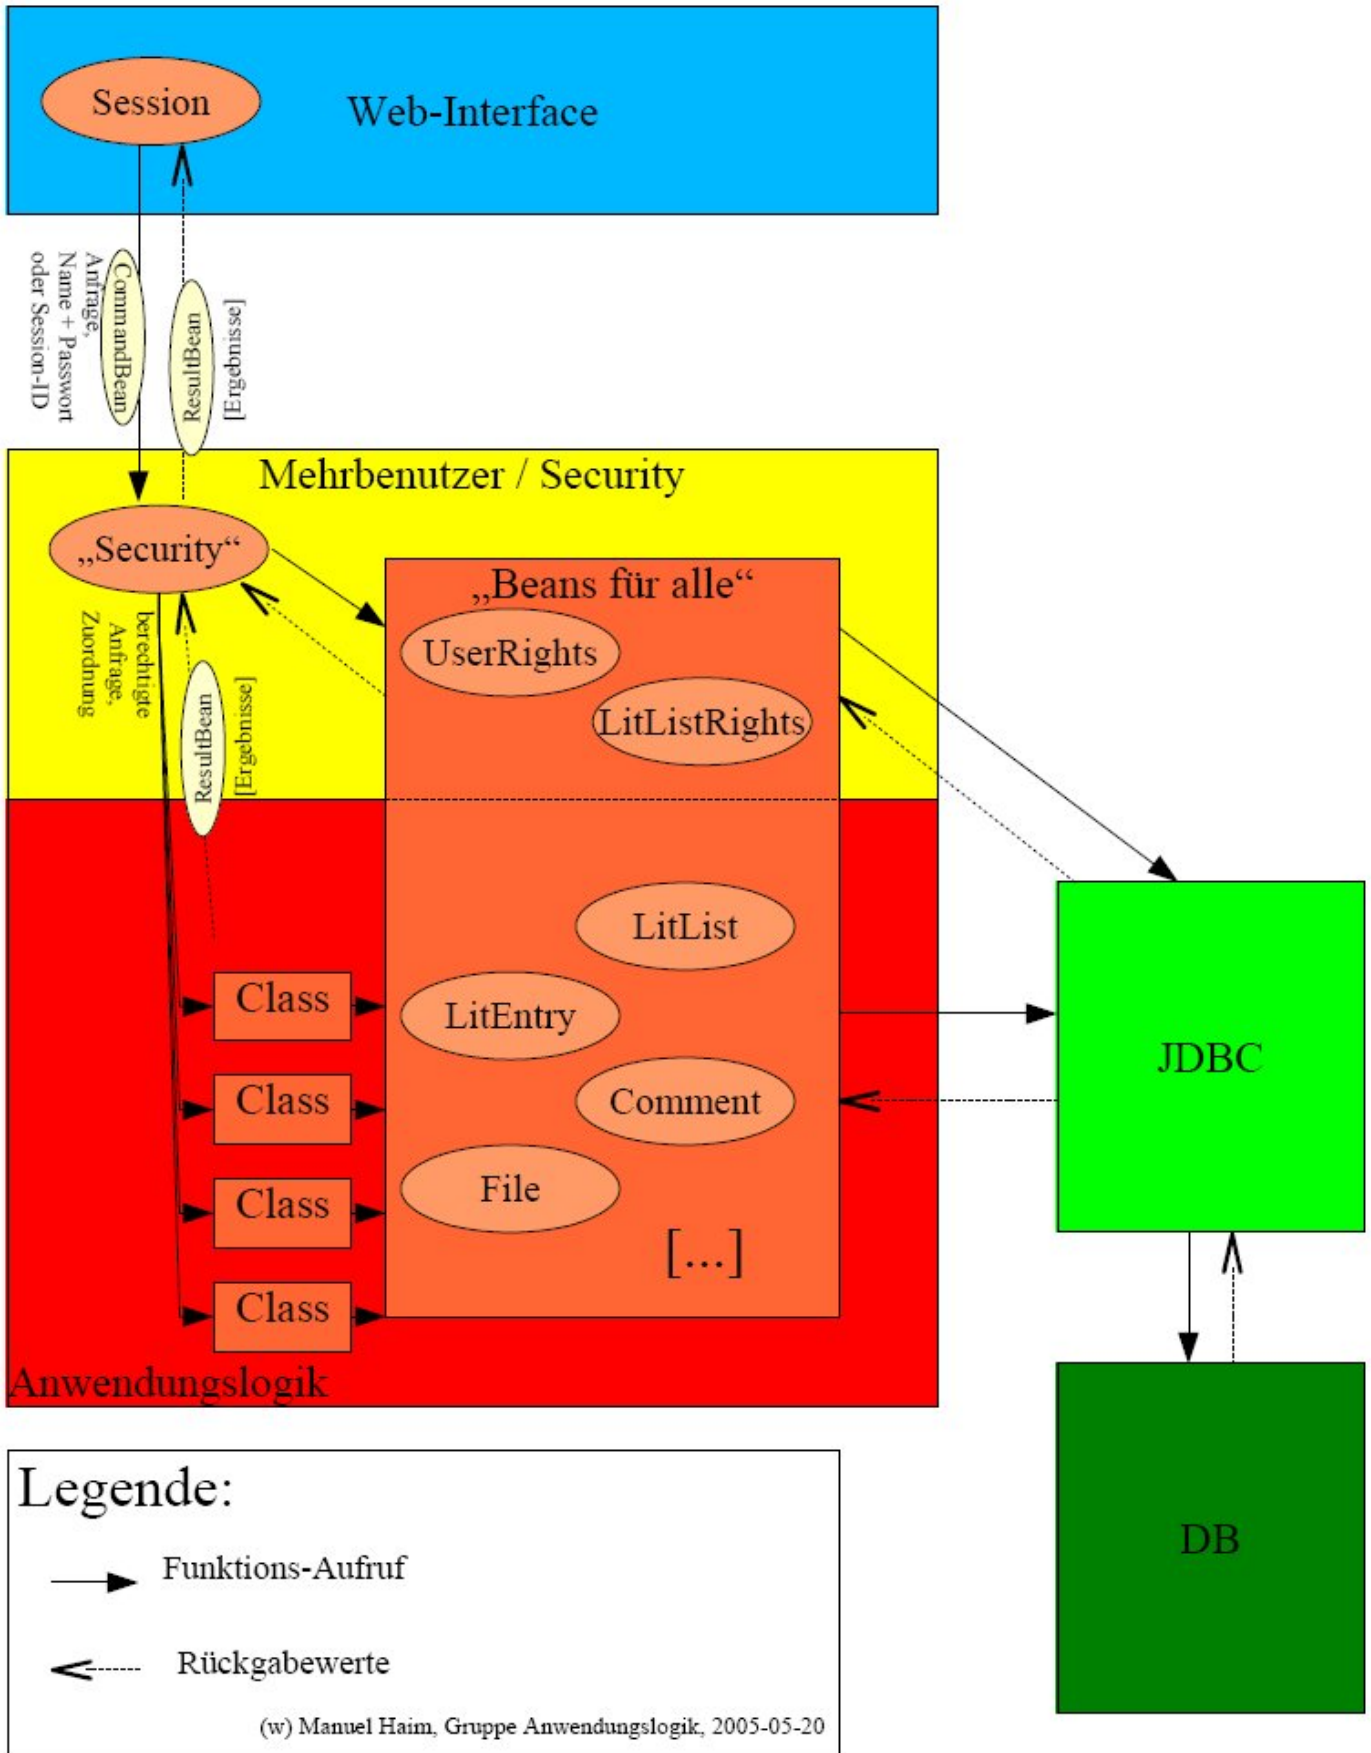 Session
Web-Interface
Anfrage,
Name + Passwort
oder Session-ID
CommandBean
ResultBean
[Ergebnisse]
Mehrbenutzer / Security
„Security“
„Beans für alle“
UserRights
LitListRights
berechtigte
Anfrage,
Zuordnung
ResultBean
[Ergebnisse]
LitList
Class
LitEntry
JDBC
Class
Comment
Class
File
[...]
Class
Anwendungslogik
DB
Legende:
Funktions-Aufruf
Rückgabewerte
(w) Manuel Haim, Gruppe Anwendungslogik, 2005-05-20